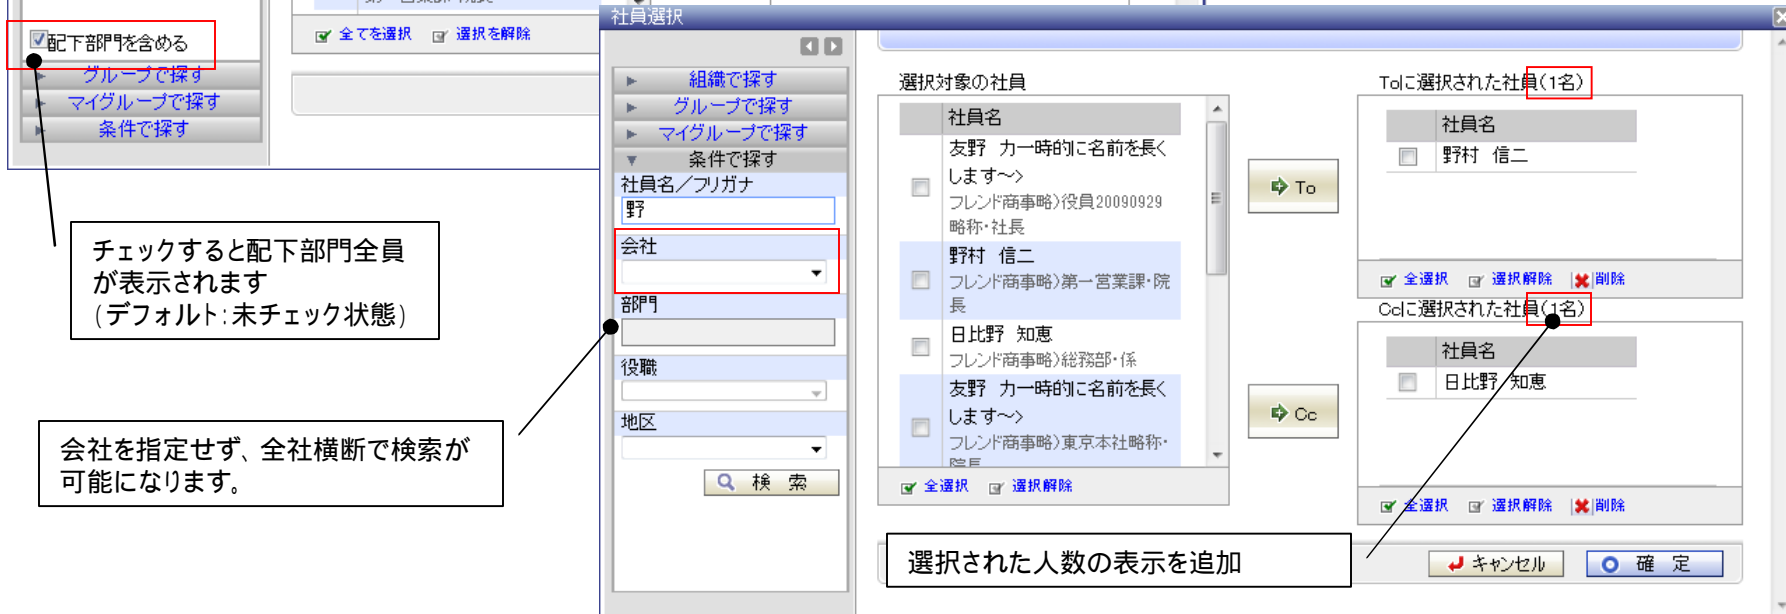 全てを選択 選択を解除
配下部門を含める
グループで探す
マイグループで探す
条件で探す
チェックすると配下部門全員
が表示されます
(デフォルト:未チェック状態)
会社を指定せず、全社横断で検索が
可能になります。
社員選択
組織で探す
グループで探す
マイグループで探す
条件で探す
社員名/フリガナ
野
会社
部門
役職
地区
検 索
選択対象の社員
社員名
友野 カ一時的に名前を長く
します~>
フレンド商事略)役員20090929
略称・社長
野村 信二
フレンド商事略)第一営業課・院
長
日比野 知恵
フレンド商事略)総務部・係
友野 カ一時的に名前を長く
します~>
フレンド商事略)東京本社略称・
院長
全選択 選択解除
To
Cc
Toに選択された社員(1名)
社員名
野村 信二
全選択 選択解除 削除
Ccに選択された社員(1名)
社員名
日比野 知恵
全選択 選択解除 削除
選択された人数の表示を追加
キャンセル 確 定